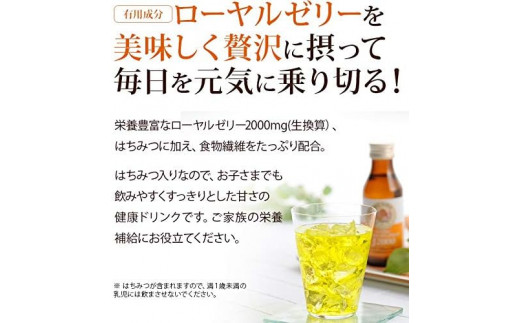 有用成分 ローヤルゼリーを
美味しく贅沢に摂って
毎日を元気に乗り切る！
栄養豊富なローヤルゼリー2000mg(生換算）、
はちみつに加え、食物繊維をたっぷり配合。
はちみつ入りなので、お子さまでも
飲みやすくすっきりとした甘さの
健康ドリンクです。ご家族の栄養
補給にお役立てください。
※ はちみつが含まれますので、満1歳未満の
乳児には飲まさせないでください。